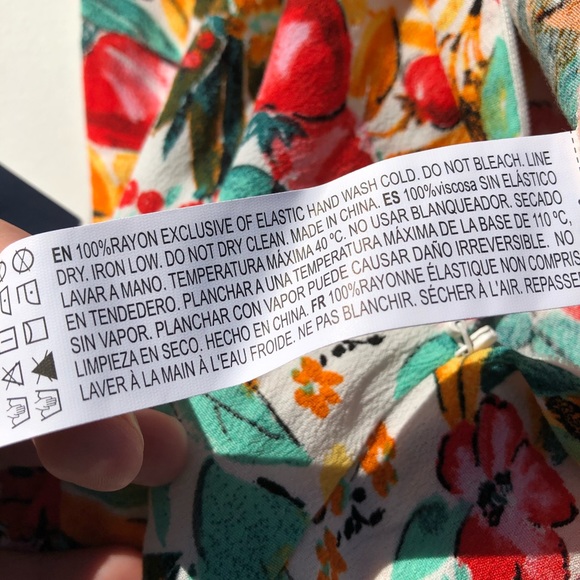 EN 100%RAYON EXCLUSIVE OF ELASTIC HAND WASH COLD. DO NOT BLEACH. LINE
DRY. IRON LOW. DO NOT DRY CLEAN. MADE IN CHINA. ES 100%viscosa SIN ELÁSTICO
LAVAR A MANO. TEMPERATURA MÁXIMA 40°C. NO USAR BLANQUEADOR. SECADO
EN TENDEDERO. PLANCHAR A UNA TEMPERATURA MÁXIMA DE LA BASE DE 110 °C,
SIN VAPOR. PLANCHAR CON VAPOR PUEDE CAUSAR DAÑO IRREVERSIBLE. NO
LIMPIEZA EN SECO. HECHO EN CHINA. FR 100%RAYONNE ÉLASTIQUE NON COMPRIS
LAVER À LA MAIN À L'EAU FROIDE. NE PAS BLANCHIR. SÉCHER À L'AIR. REPASSE